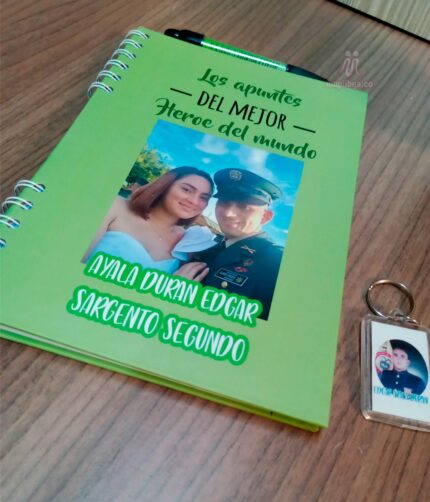 Los apuntes
DEL MEJOR
Heroe del mundo
AYALA DURAN EDGAR
SARGENTO SEGUNDO